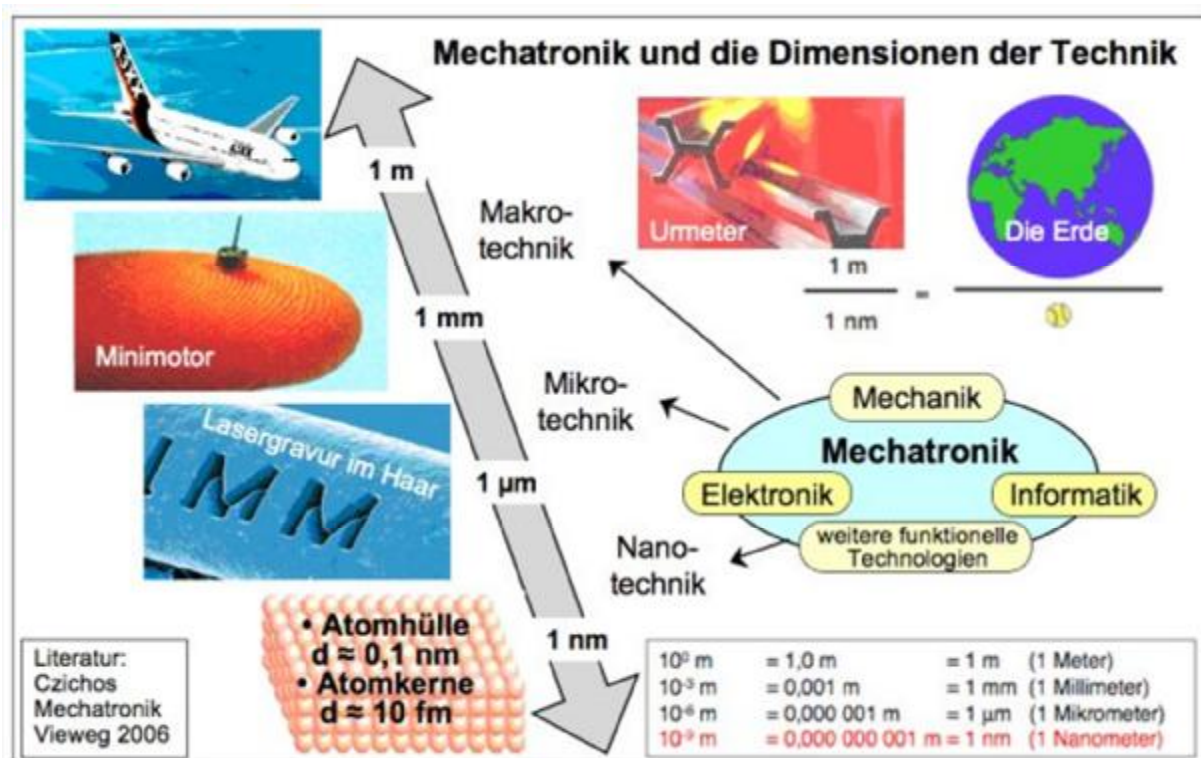 Mechatronik und die Dimensionen der Technik
1 m
Makro-
technik
Urmeter
Die Erde
1 m
1 nm
=
Minimotor
1 mm
Mikro-
technik
Mechanik
Mechatronik
Elektronik
Informatik
weitere funktionelle
Technologien
Lasergravur im Haar
IMM
1 µm
Nano-
technik
• Atomhülle
d ≈ 0,1 nm
• Atomkerne
d ≈ 10 fm
1 nm
Literatur:
Czichos
Mechatronik
Vieweg 2006
10⁰ m = 1,0 m = 1 m (1 Meter)
10⁻³ m = 0,001 m = 1 mm (1 Millimeter)
10⁻⁶ m = 0,000 001 m = 1 µm (1 Mikrometer)
10⁻⁹ m = 0,000 000 001 m = 1 nm (1 Nanometer)